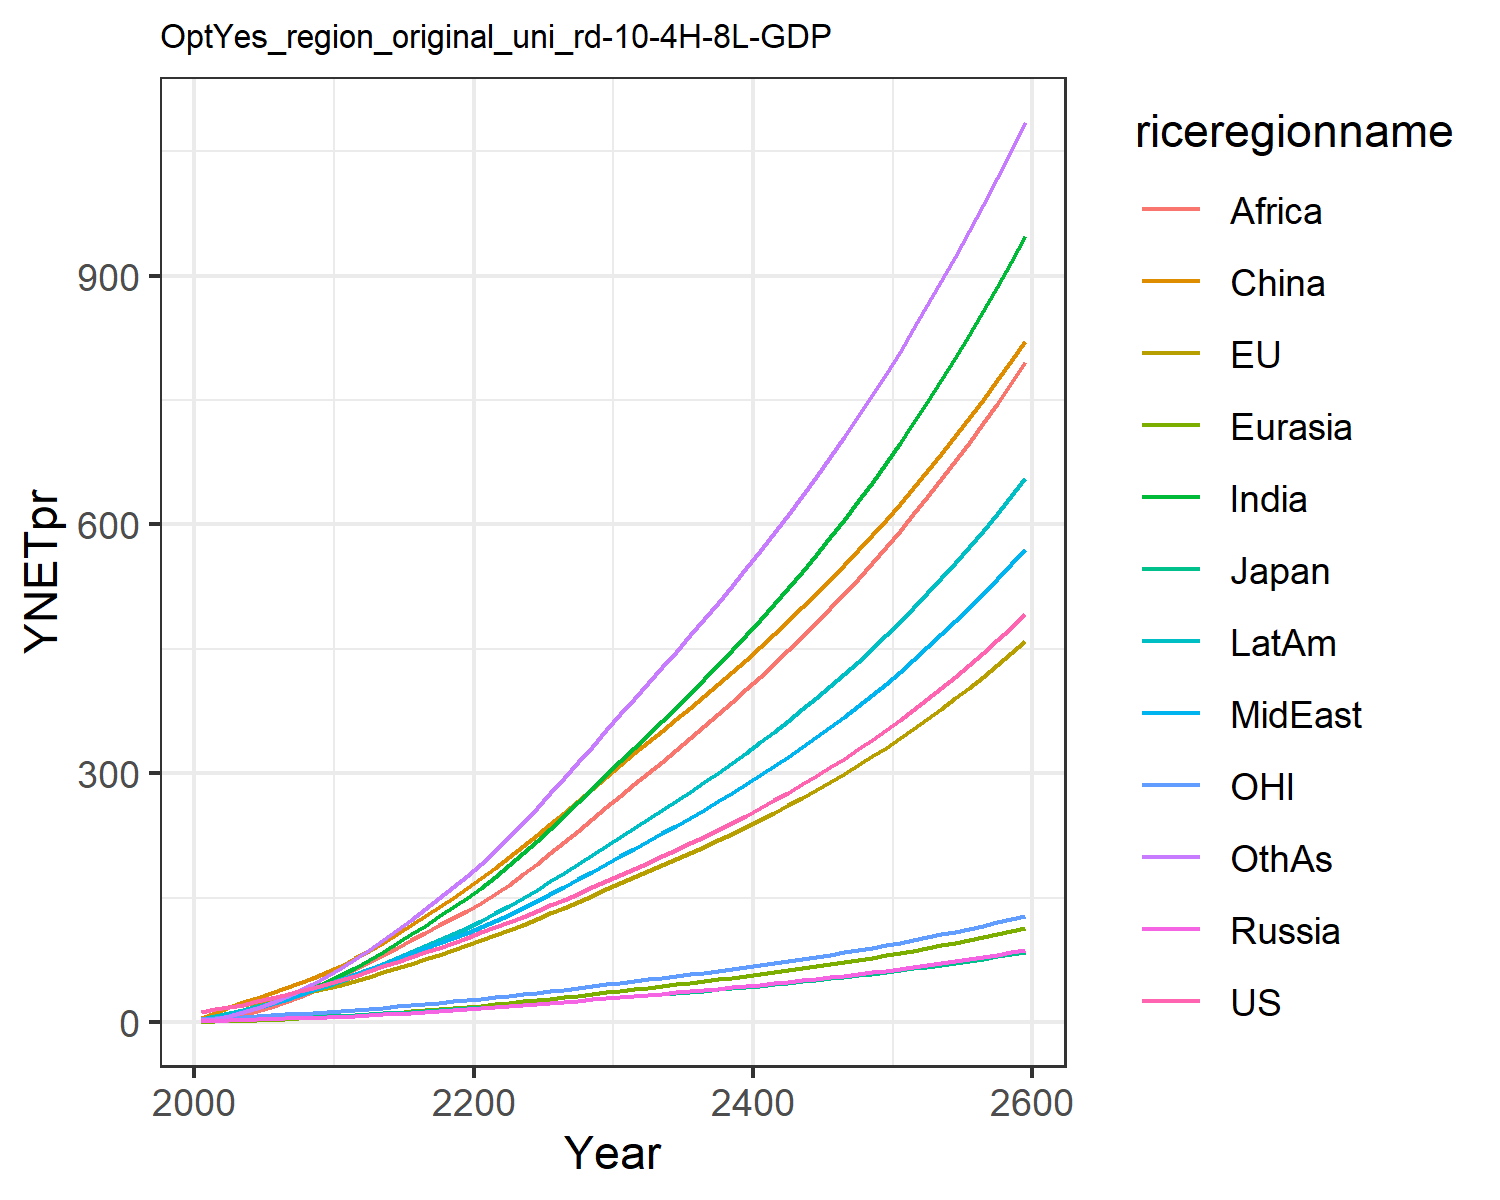 OptYes_region_original_uni_rd-10-4H-8L-GDP
riceregionname
Africa
China
EU
Eurasia
India
Japan
LatAm
MidEast
OHI
OthAs
Russia
US
YNETpr
900
600
300
0
2000 2200 2400 2600
Year